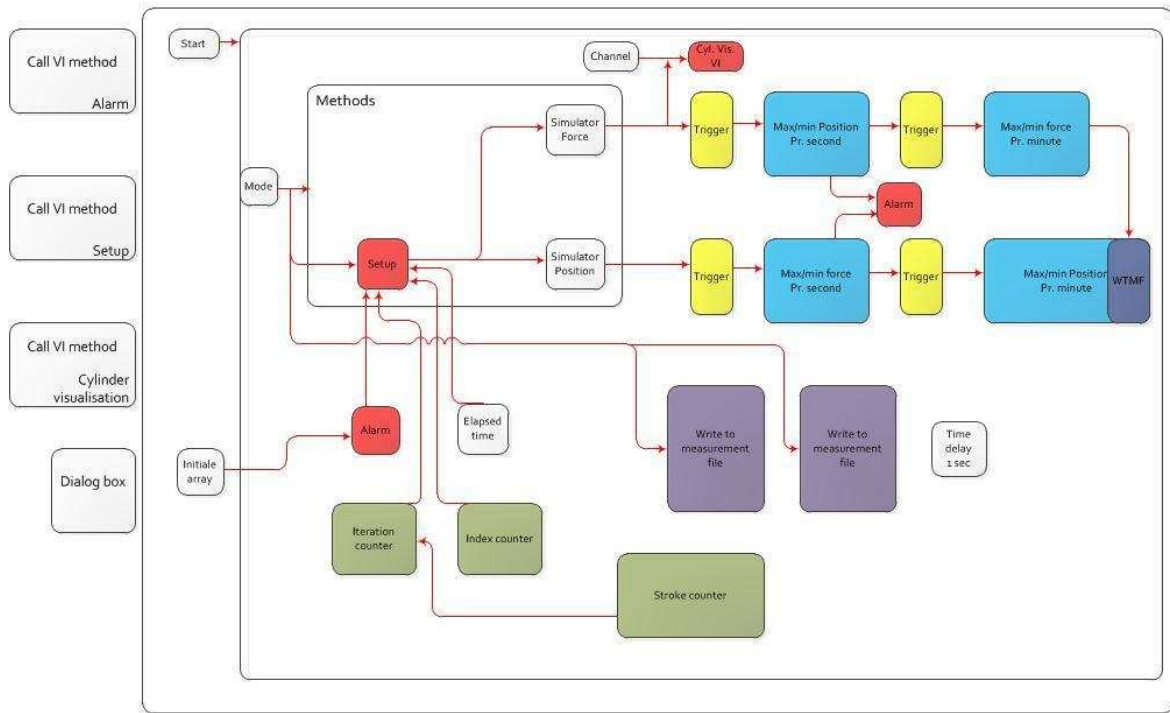 Call VI method
Alarm
Call VI method
Setup
Call VI method
Cylinder
visualisation
Dialog box
Start
Channel
Cyl. Vis.
VI
Methods
Simulator
Force
Trigger
Max/min Position
Pr. second
Trigger
Max/min force
Pr. minute
Mode
Alarm
Setup
Simulator
Position
Trigger
Max/min force
Pr. second
Trigger
Max/min Position
Pr. minute
WTMF
Alarm
Elapsed
time
Write to
measurement
file
Write to
measurement
file
Time
delay
1 sec
Initiale
array
Iteration
counter
Index counter
Stroke counter